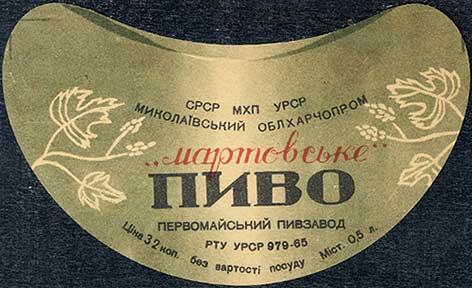 СРСР МХП УРСР
МИКОЛАЇВСЬКИЙ ОБЛХАРЧОПРОМ
„мартовське"
ПИВО
ПЕРВОМАЙСЬКИЙ ПИВЗАВОД
РТУ УРСР 979-65
Ціна 32 коп. без вартості посуду Міст. 0,5 л.